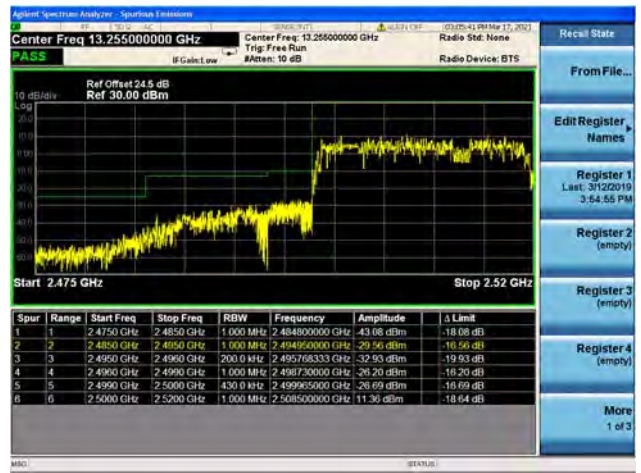 Agilent Spectrum Analyzer - Spurious Emissions
Center Freq 13.255000000 GHz
PASS
IFGain:Low
Center Freq: 13.255000000 GHz
Trig: Free Run
#Atten: 10 dB
03:05:41 PM Mar 17, 2021
Radio Std: None
Radio Device: BTS
Ref Offset 24.5 dB
10 dB/div Ref 30.00 dBm
Log
Start 2.475 GHz
Stop 2.52 GHz
Spur Range Start Freq Stop Freq RBW Frequency Amplitude Δ Limit
1 1 2.4750 GHz 2.4850 GHz 1.000 MHz 2.484800000 GHz -43.08 dBm -18.08 dB
2 2 2.4850 GHz 2.4950 GHz 1.000 MHz 2.494950000 GHz -29.56 dBm -16.56 dB
3 3 2.4950 GHz 2.4960 GHz 200.0 kHz 2.495768333 GHz -32.93 dBm -19.93 dB
4 4 2.4960 GHz 2.4990 GHz 1.000 MHz 2.498730000 GHz -26.20 dBm -16.20 dB
5 5 2.4990 GHz 2.5000 GHz 430.0 kHz 2.499965000 GHz -26.69 dBm -16.69 dB
6 6 2.5000 GHz 2.5200 GHz 1.000 MHz 2.508500000 GHz 11.36 dBm -18.64 dB
MSG
STATUS
Recall State
From File...
Edit Register
Names
Register 1
Last: 3/12/2019
3:54:55 PM
Register 2
(empty)
Register 3
(empty)
Register 4
(empty)
More
1 of 3